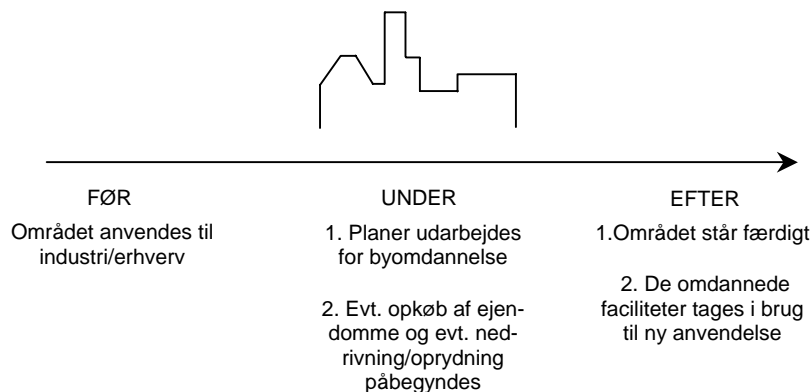 FØR
Området anvendes til
industri/erhverv
UNDER
1. Planer udarbejdes
for byomdannelse
2. Evt. opkøb af ejen-
domme og evt. ned-
rivning/oprydning
påbegyndes
EFTER
1.Området står færdigt
2. De omdannede
faciliteter tages i brug
til ny anvendelse